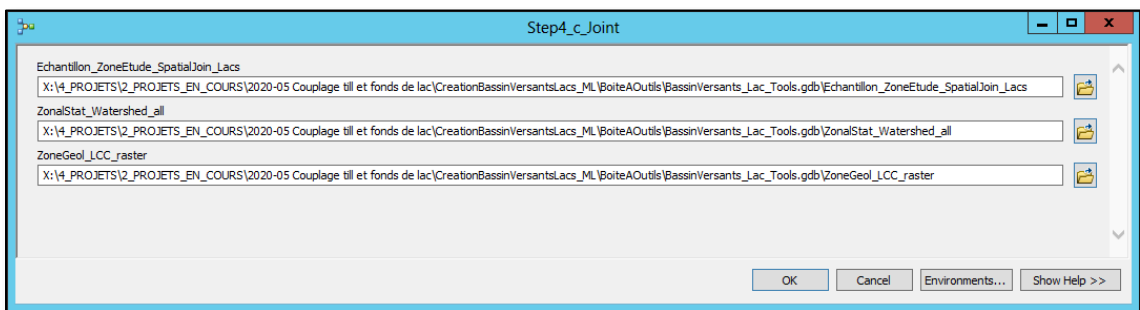 Step4_c_Joint
Echantillon_ZoneEtude_SpatialJoin_Lacs
X:\4_PROJETS\2_PROJETS_EN_COURS\2020-05 Couplage till et fonds de lac\CreationBassinVersantsLacs_ML\BoiteAOutils\BassinVersants_Lac_Tools.gdb\Echantillon_ZoneEtude_SpatialJoin_Lacs
ZonalStat_Watershed_all
X:\4_PROJETS\2_PROJETS_EN_COURS\2020-05 Couplage till et fonds de lac\CreationBassinVersantsLacs_ML\BoiteAOutils\BassinVersants_Lac_Tools.gdb\ZonalStat_Watershed_all
ZoneGeol_LCC_raster
X:\4_PROJETS\2_PROJETS_EN_COURS\2020-05 Couplage till et fonds de lac\CreationBassinVersantsLacs_ML\BoiteAOutils\BassinVersants_Lac_Tools.gdb\ZoneGeol_LCC_raster
OK Cancel Environments... Show Help >>